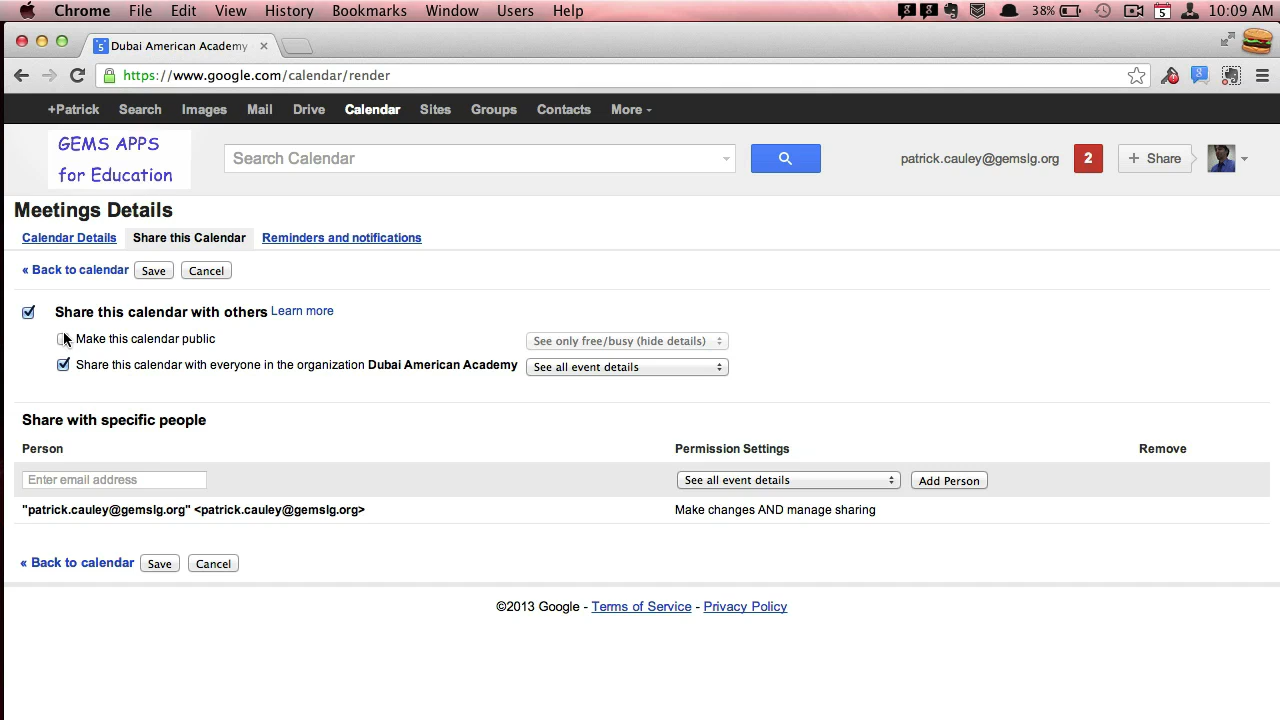 Chrome File Edit View History Bookmarks Window Users Help 38% 5 10:09 AM
5 Dubai American Academy ×
https://www.google.com/calendar/render
+Patrick Search Images Mail Drive Calendar Sites Groups Contacts More
GEMS APPS
for Education
Search Calendar
patrick.cauley@gemslg.org 2 + Share
Meetings Details
Calendar Details Share this Calendar Reminders and notifications
« Back to calendar Save Cancel
Share this calendar with others Learn more
Make this calendar public See only free/busy (hide details)
Share this calendar with everyone in the organization Dubai American Academy See all event details
Share with specific people
Person Permission Settings Remove
Enter email address See all event details Add Person
"patrick.cauley@gemslg.org" <patrick.cauley@gemslg.org> Make changes AND manage sharing
« Back to calendar Save Cancel
©2013 Google - Terms of Service - Privacy Policy